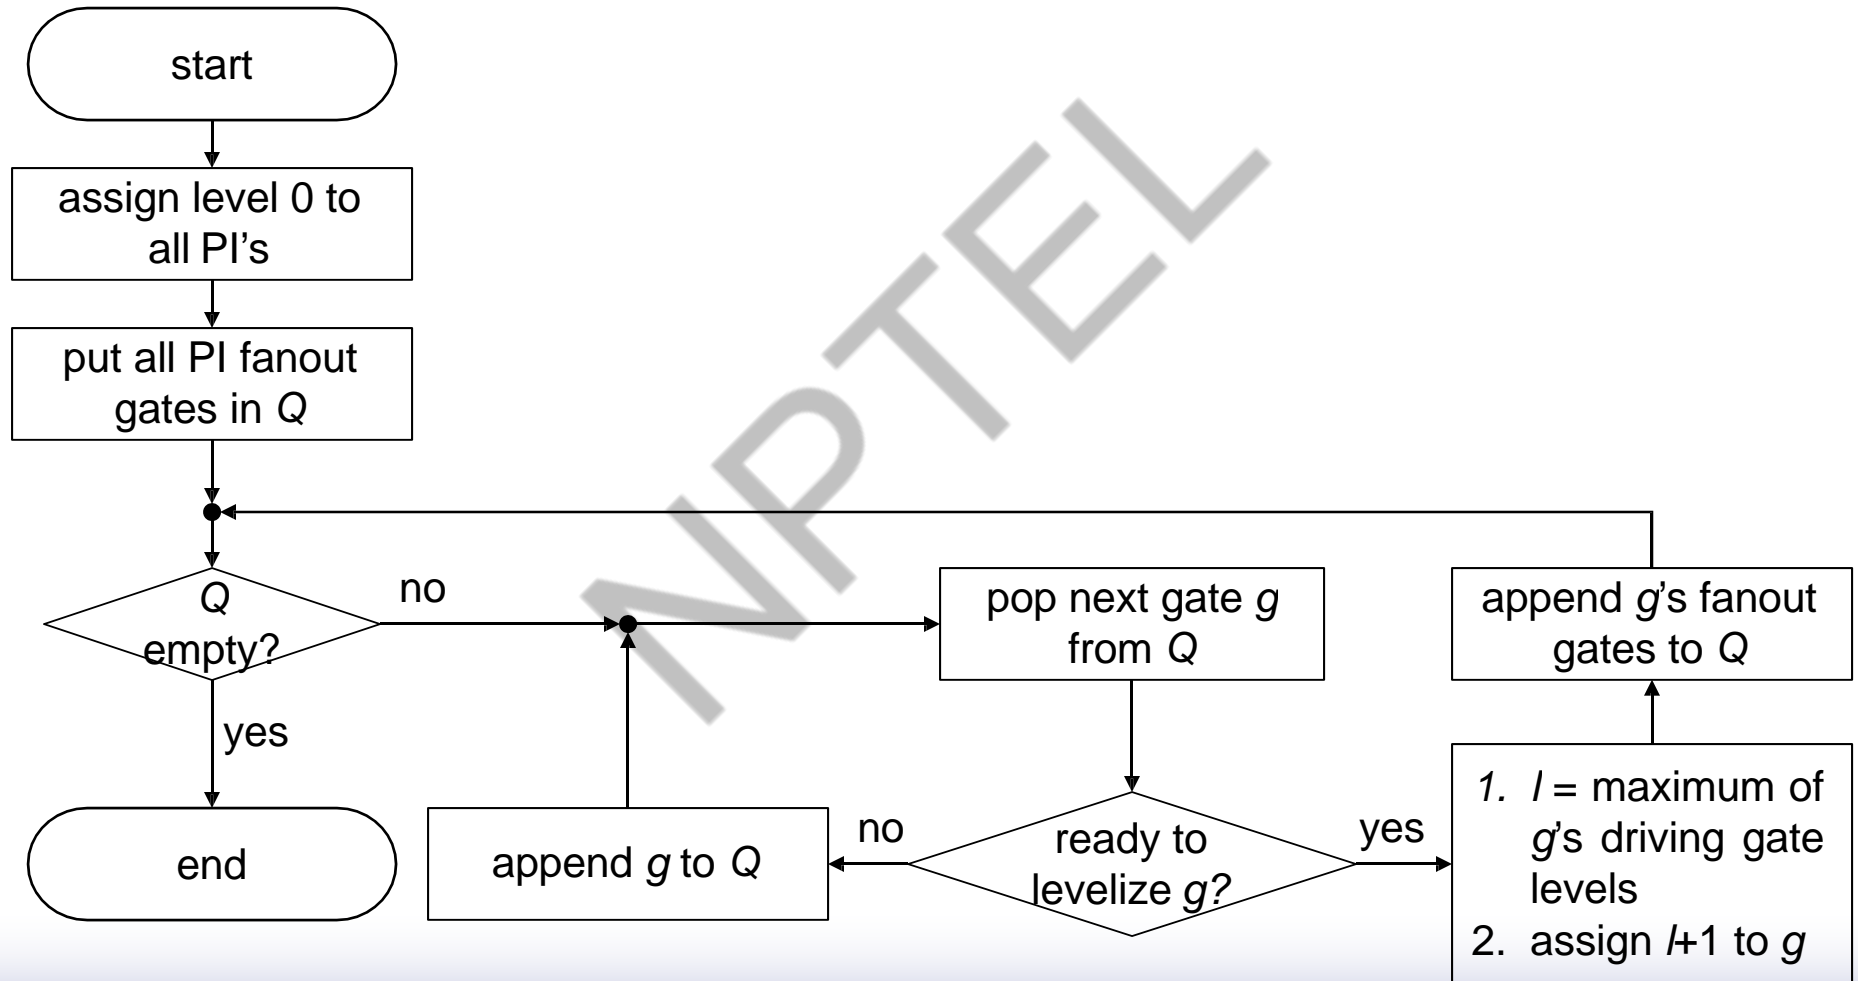 start
assign level 0 to
all PI's
put all PI fanout
gates in Q
Q
empty?
no
yes
end
pop next gate g
from Q
ready to
levelize g?
no
append g to Q
yes
1. l = maximum of
g's driving gate
levels
2. assign l+1 to g
append g's fanout
gates to Q
NPTEL